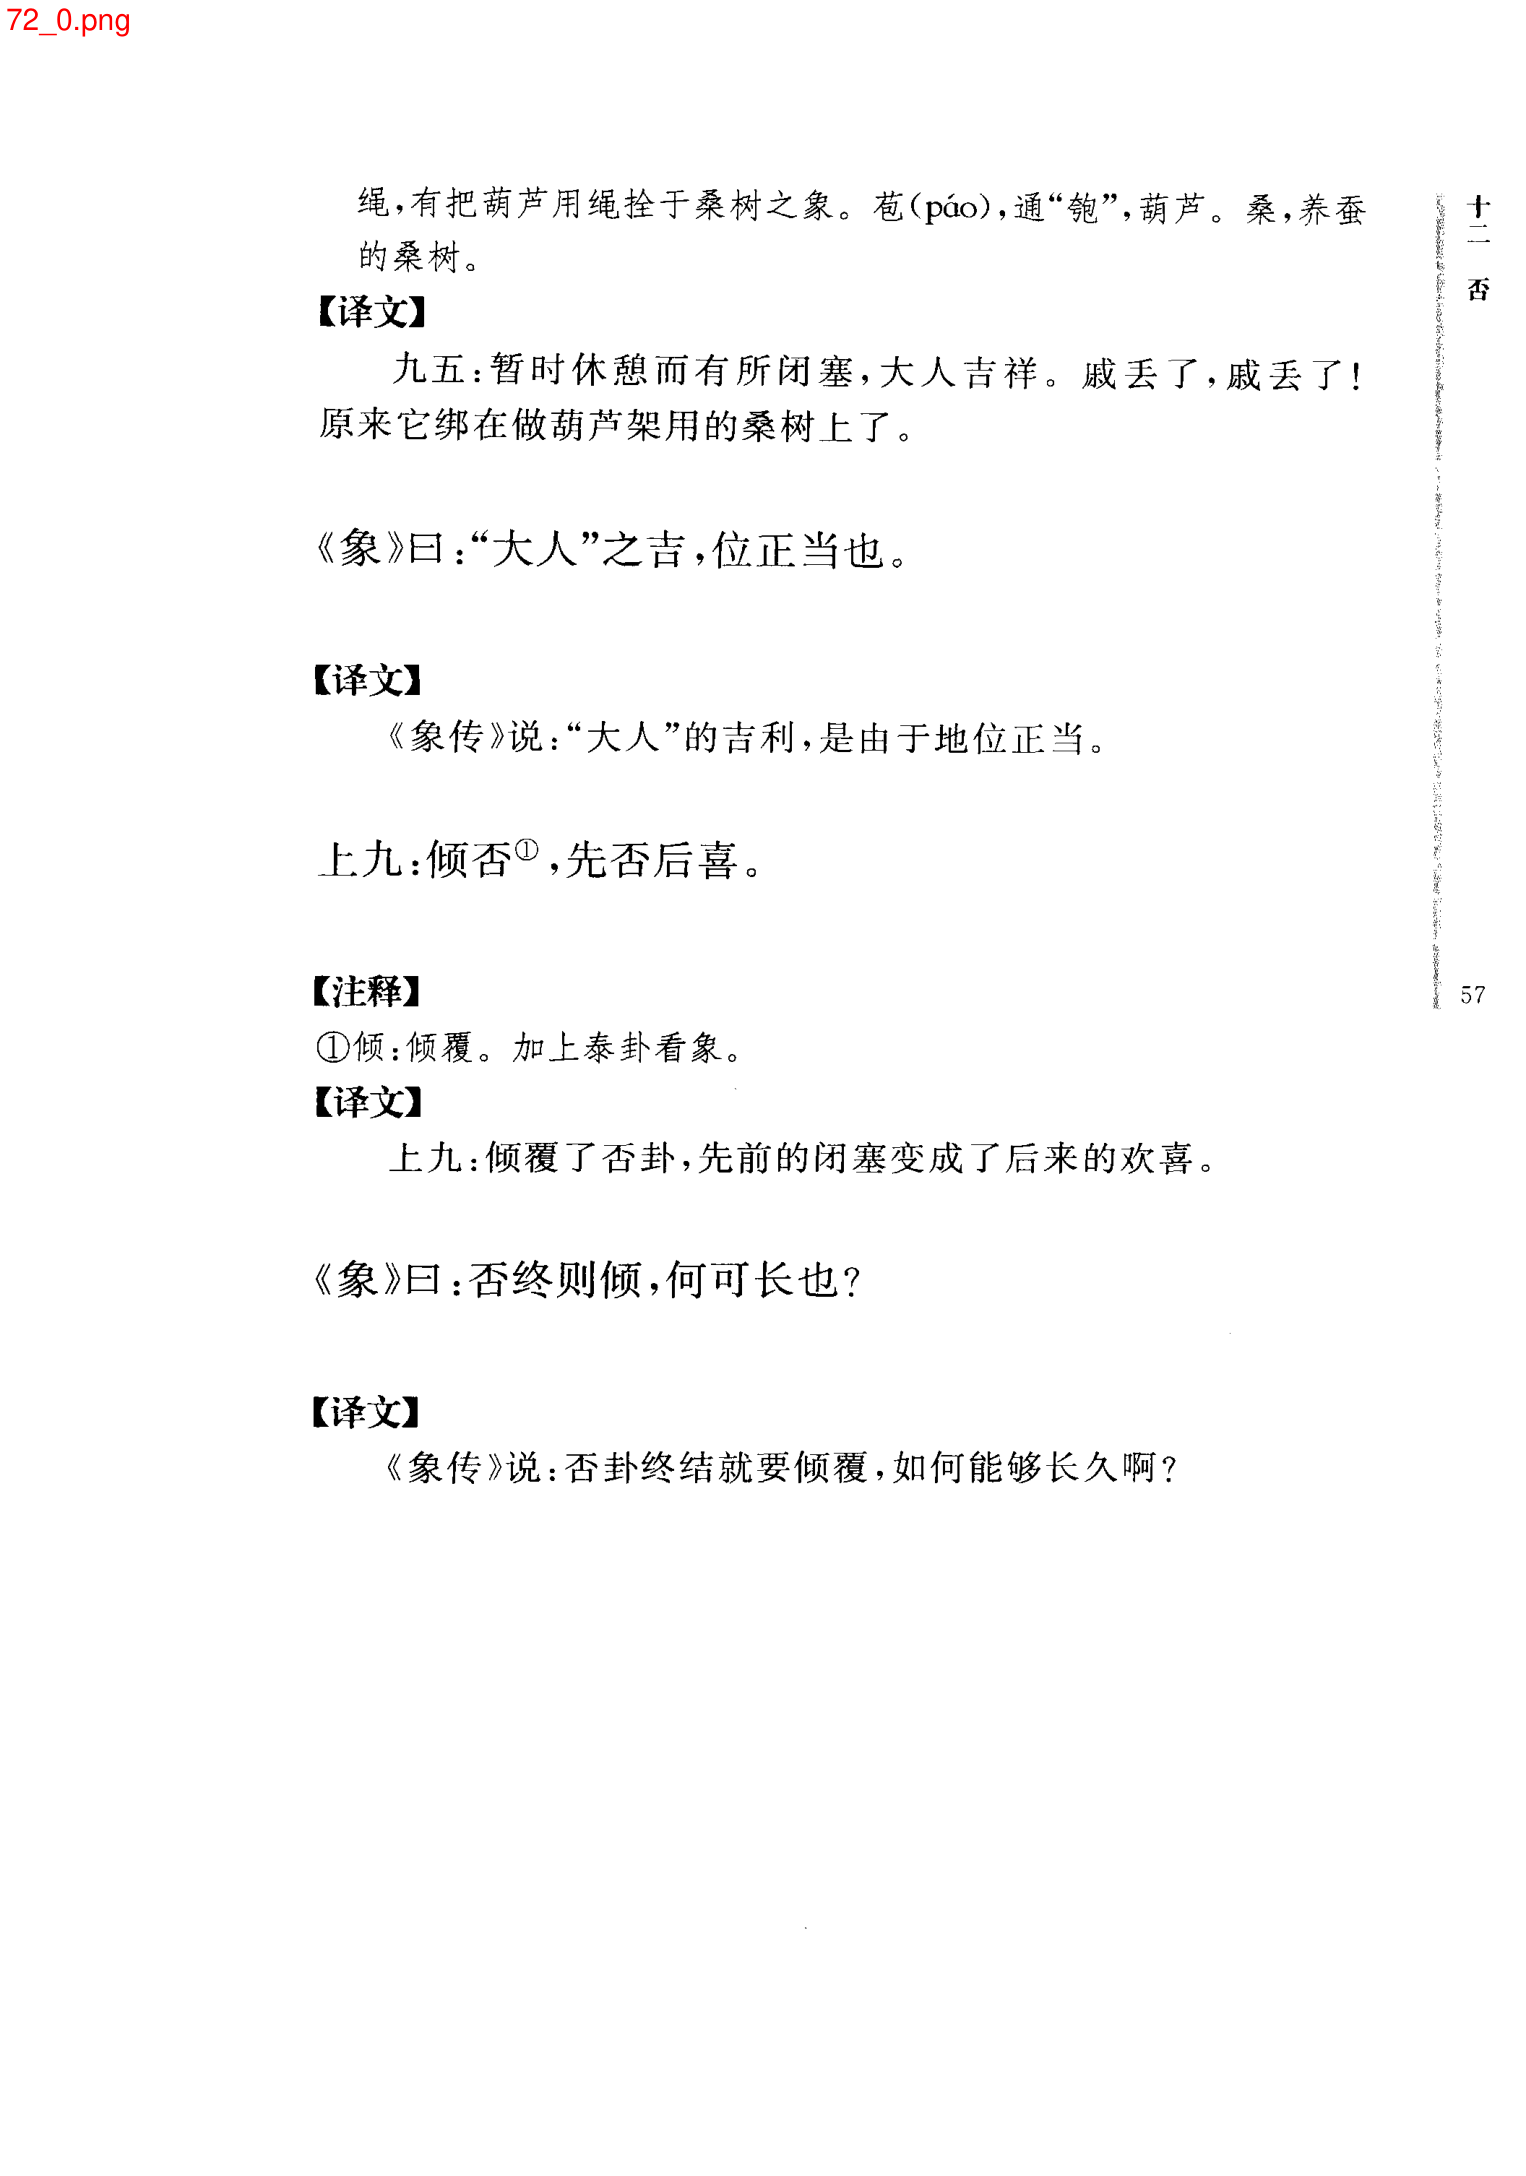 72_0.png
绳,有把葫芦用绳拴于桑树之象。苞(páo),通“匏”,葫芦。桑,养蚕
的桑树。
【译文】
九五:暂时休憩而有所闭塞,大人吉祥。戚丢了,戚丢了!
原来它绑在做葫芦架用的桑树上了。
《象》曰:“大人”之吉,位正当也。
【译文】
《象传》说:“大人”的吉利,是由于地位正当。
上九:倾否①,先否后喜。
【注释】
①倾:倾覆。加上泰卦看象。
【译文】
上九:倾覆了否卦,先前的闭塞变成了后来的欢喜。
《象》曰:否终则倾,何可长也?
【译文】
《象传》说:否卦终结就要倾覆,如何能够长久啊?
十二 否
57